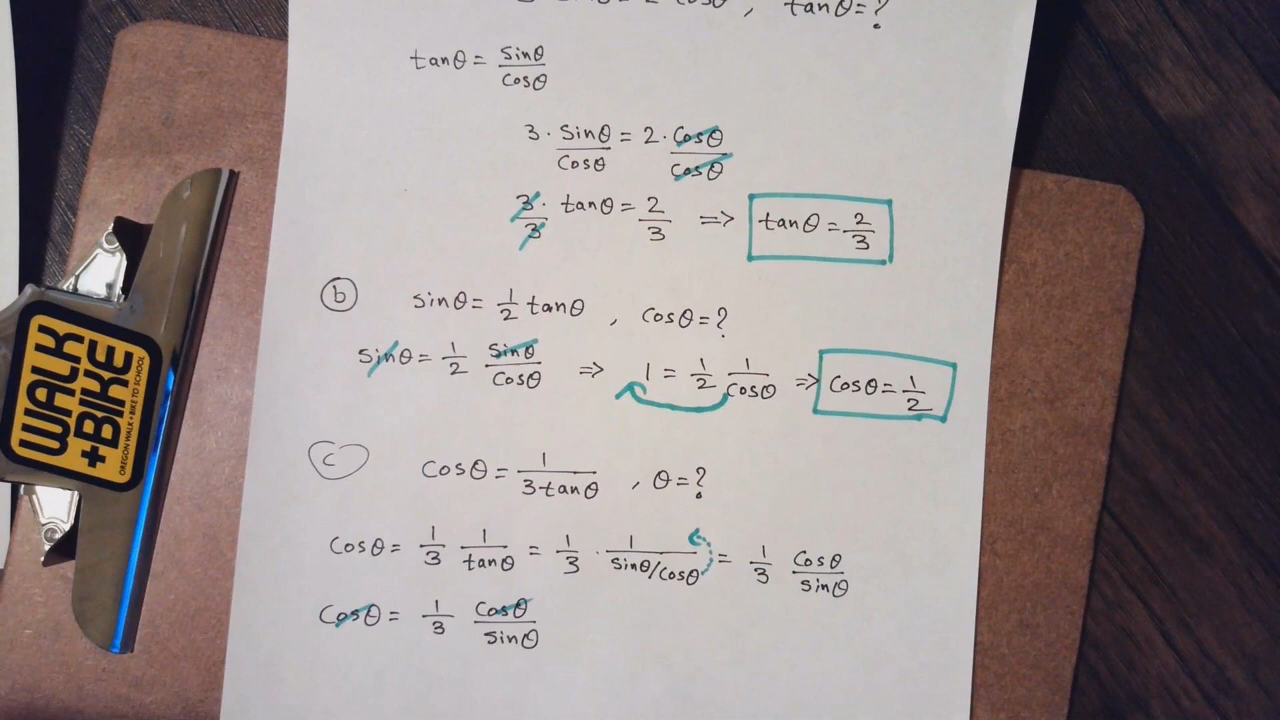 , tanθ=?
tanθ = sinθ/cosθ
3 · sinθ/cosθ = 2 · cosθ/cosθ
3/3 · tanθ = 2/3 => tanθ = 2/3
b sinθ = 1/2 tanθ , cosθ = ?
sinθ = 1/2 sinθ/cosθ => 1 = 1/2 1/cosθ => cosθ = 1/2
c cosθ = 1/3tanθ , θ = ?
cosθ = 1/3 1/tanθ = 1/3 · 1/sinθ/cosθ = 1/3 cosθ/sinθ
cosθ = 1/3 cosθ/sinθ
WALK
+BIKE
OREGON WALK+BIKE TO SCHOOL